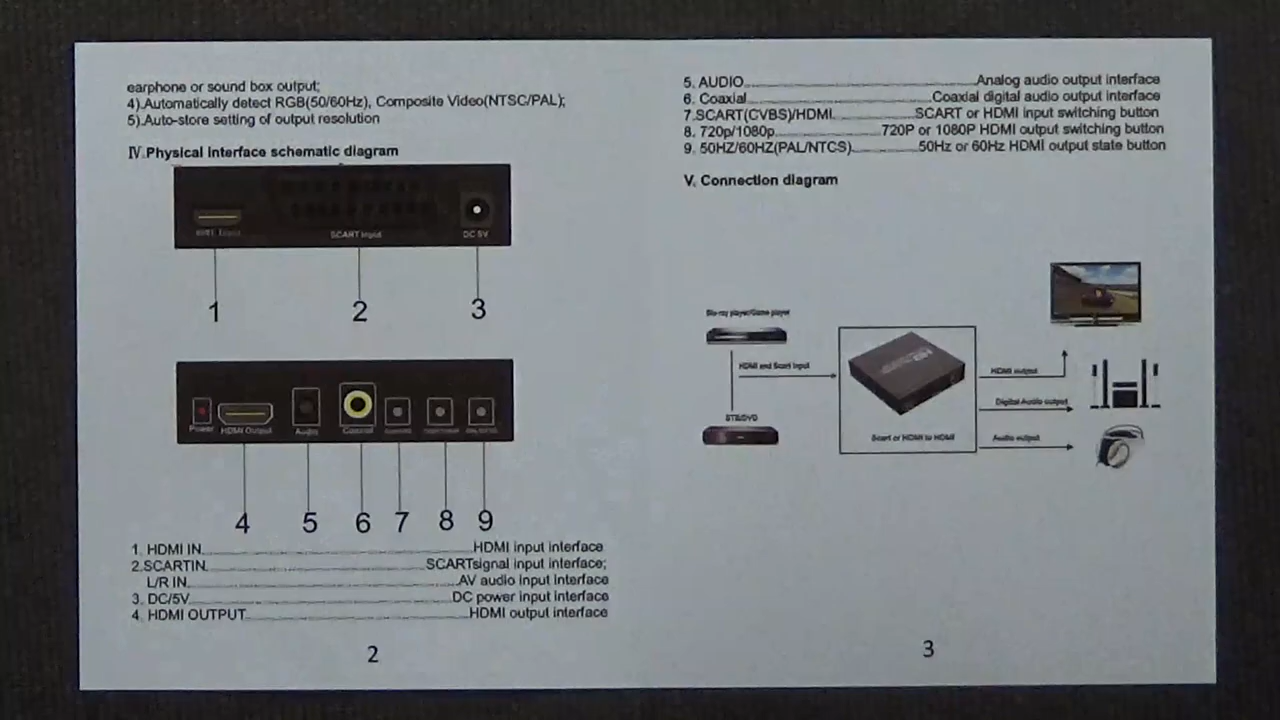 earphone or sound box output;
4).Automatically detect RGB(50/60Hz), Composite Video(NTSC/PAL);
5).Auto-store setting of output resolution
Ⅳ.Physical interface schematic diagram
SCART Input
DC 5V
1
2
3
Power
HDMI Output
Audio
Coaxial
4
5
6
7
8
9
1. HDMI IN HDMI input interface
2.SCARTIN SCARTsignal input interface;
L/R IN AV audio input interface
3. DC/5V DC power input interface
4. HDMI OUTPUT HDMI output interface
2
5. AUDIO Analog audio output interface
6. Coaxial Coaxial digital audio output interface
7.SCART(CVBS)/HDMI SCART or HDMI input switching button
8. 720p/1080p 720P or 1080P HDMI output switching button
9. 50HZ/60HZ(PAL/NTCS) 50Hz or 60Hz HDMI output state button
Ⅴ. Connection diagram
Blu-ray player/Game player
HDMI and Scart input
STB/DVD
Scart or HDMI to HDMI
HDMI output
Digital Audio output
Audio output
3